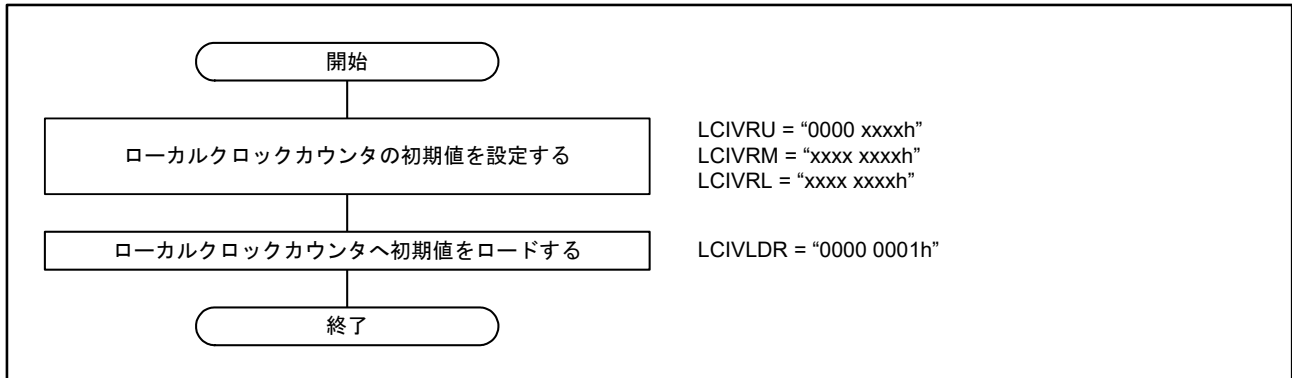 開始
ローカルクロックカウンタの初期値を設定する
LCIVRU = “0000 xxxxh”
LCIVRM = “xxxx xxxxh”
LCIVRL = “xxxx xxxxh”
ローカルクロックカウンタへ初期値をロードする
LCIVLDR = “0000 0001h”
終了